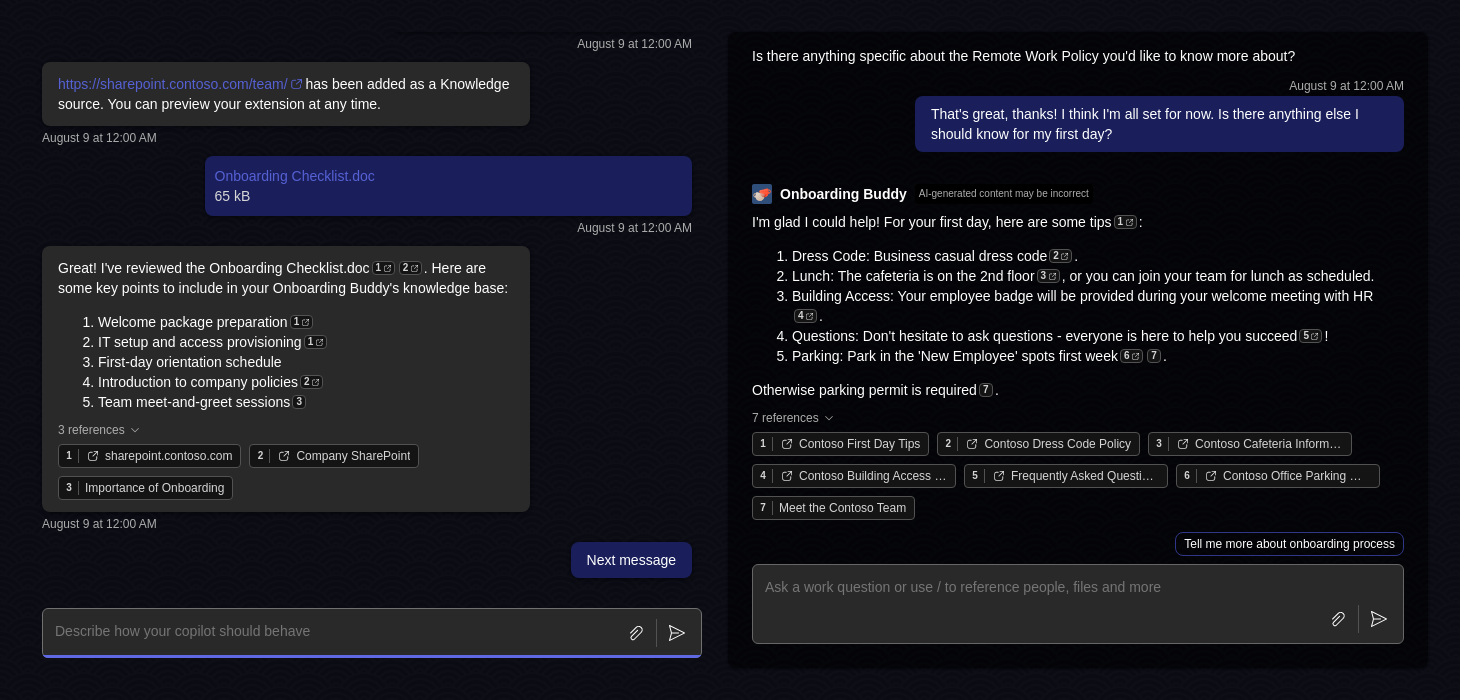 August 9 at 12:00 AM
https://sharepoint.contoso.com/team/ has been added as a Knowledge
source. You can preview your extension at any time.
August 9 at 12:00 AM
Onboarding Checklist.doc
65 kB
August 9 at 12:00 AM
Great! I've reviewed the Onboarding Checklist.doc 1 2 . Here are
some key points to include in your Onboarding Buddy's knowledge base:
1. Welcome package preparation 1
2. IT setup and access provisioning 1
3. First-day orientation schedule
4. Introduction to company policies 2
5. Team meet-and-greet sessions 3
3 references
1 sharepoint.contoso.com 2 Company SharePoint
3 Importance of Onboarding
August 9 at 12:00 AM
Next message
Describe how your copilot should behave
Is there anything specific about the Remote Work Policy you'd like to know more about?
August 9 at 12:00 AM
That's great, thanks! I think I'm all set for now. Is there anything else I
should know for my first day?
Onboarding Buddy AI-generated content may be incorrect
I'm glad I could help! For your first day, here are some tips 1 :
1. Dress Code: Business casual dress code 2 .
2. Lunch: The cafeteria is on the 2nd floor 3 , or you can join your team for lunch as scheduled.
3. Building Access: Your employee badge will be provided during your welcome meeting with HR
4 .
4. Questions: Don't hesitate to ask questions - everyone is here to help you succeed 5 !
5. Parking: Park in the 'New Employee' spots first week 6 7 .
Otherwise parking permit is required 7 .
7 references
1 Contoso First Day Tips 2 Contoso Dress Code Policy 3 Contoso Cafeteria Inform…
4 Contoso Building Access … 5 Frequently Asked Questi… 6 Contoso Office Parking …
7 Meet the Contoso Team
Tell me more about onboarding process
Ask a work question or use / to reference people, files and more